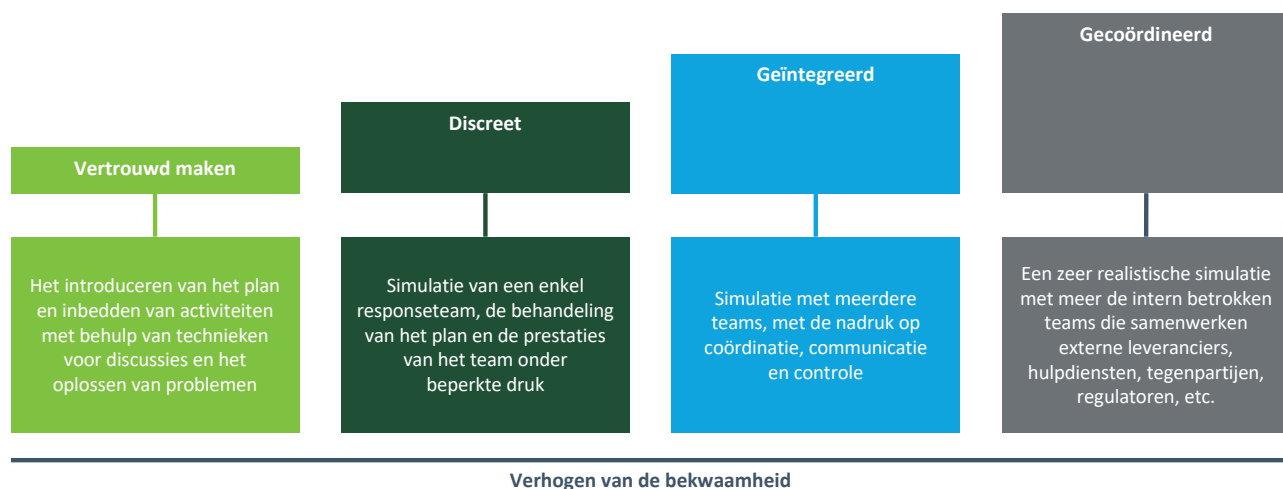 Vertrouwd maken
Het introduceren van het plan
en inbedden van activiteiten
met behulp van technieken
voor discussies en het
oplossen van problemen
Discreet
Simulatie van een enkel
responseteam, de behandeling
van het plan en de prestaties
van het team onder
beperkte druk
Geïntegreerd
Simulatie met meerdere
teams, met de nadruk op
coördinatie, communicatie
en controle
Gecoördineerd
Een zeer realistische simulatie
met meer de intern betrokken
teams die samenwerken
externe leveranciers,
hulpdiensten, tegenpartijen,
regulatoren, etc.
Verhogen van de bekwaamheid